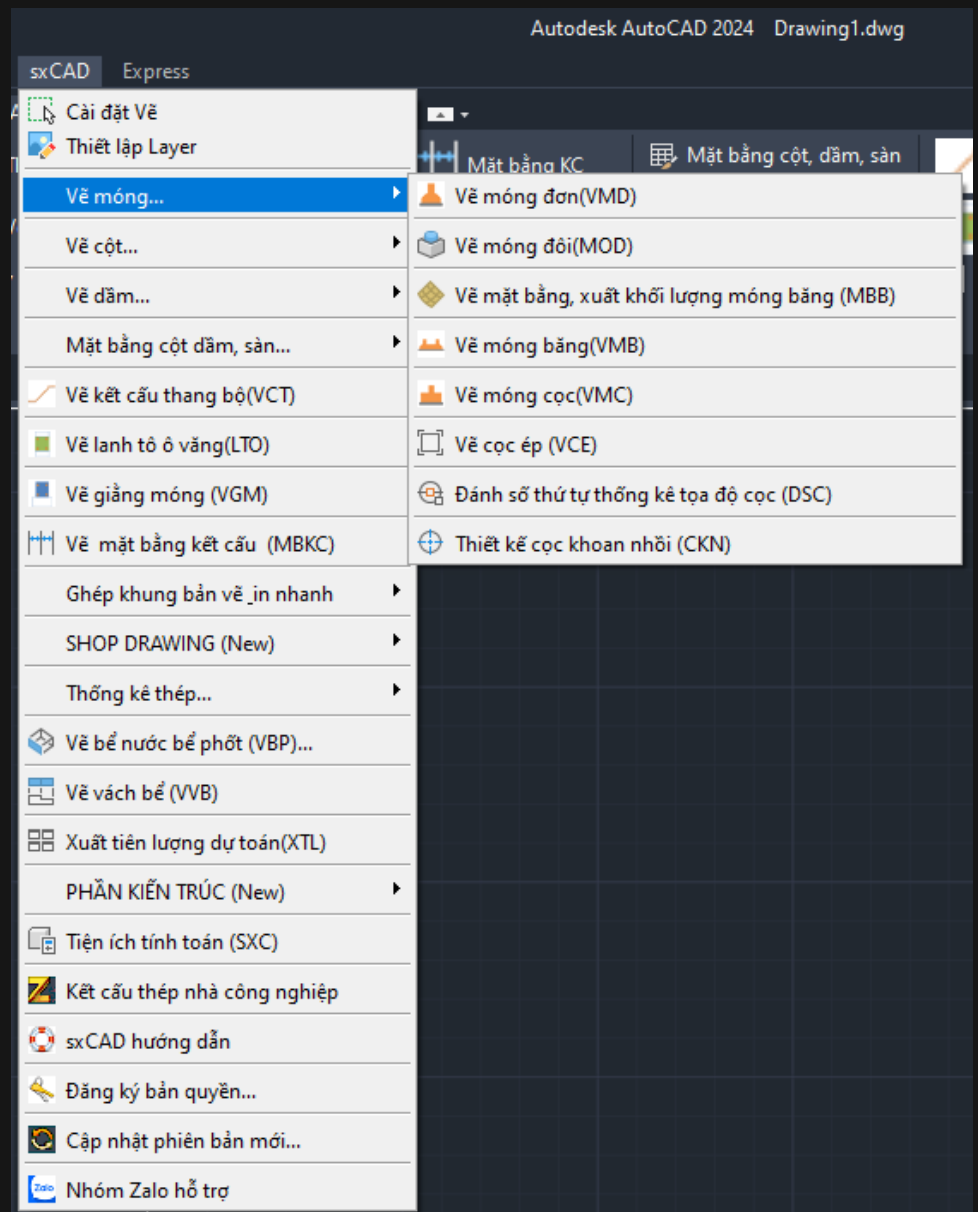 Autodesk AutoCAD 2024 Drawing1.dwg
sxCAD Express
Cài đặt Vẽ
Thiết lập Layer
Mặt bằng KC
Mặt bằng cột, dầm, sàn
Vẽ móng...
Vẽ cột...
Vẽ dầm...
Mặt bằng cột dầm, sàn...
Vẽ kết cấu thang bộ(VCT)
Vẽ lanh tô ô văng(LTO)
Vẽ giằng móng (VGM)
Vẽ mặt bằng kết cấu (MBKC)
Ghép khung bản vẽ_in nhanh
SHOP DRAWING (New)
Thống kê thép...
Vẽ bể nước bể phốt (VBP)...
Vẽ vách bể (VVB)
Xuất tiên lượng dự toán(XTL)
PHẦN KIẾN TRÚC (New)
Tiện ích tính toán (SXC)
Kết cấu thép nhà công nghiệp
sxCAD hướng dẫn
Đăng ký bản quyền...
Cập nhật phiên bản mới...
Zalo Nhóm Zalo hỗ trợ
Vẽ móng đơn(VMD)
Vẽ móng đôi(MOD)
Vẽ mặt bằng, xuất khối lượng móng băng (MBB)
Vẽ móng băng(VMB)
Vẽ móng cọc(VMC)
Vẽ cọc ép (VCE)
Đánh số thứ tự thống kê tọa độ cọc (DSC)
Thiết kế cọc khoan nhồi (CKN)